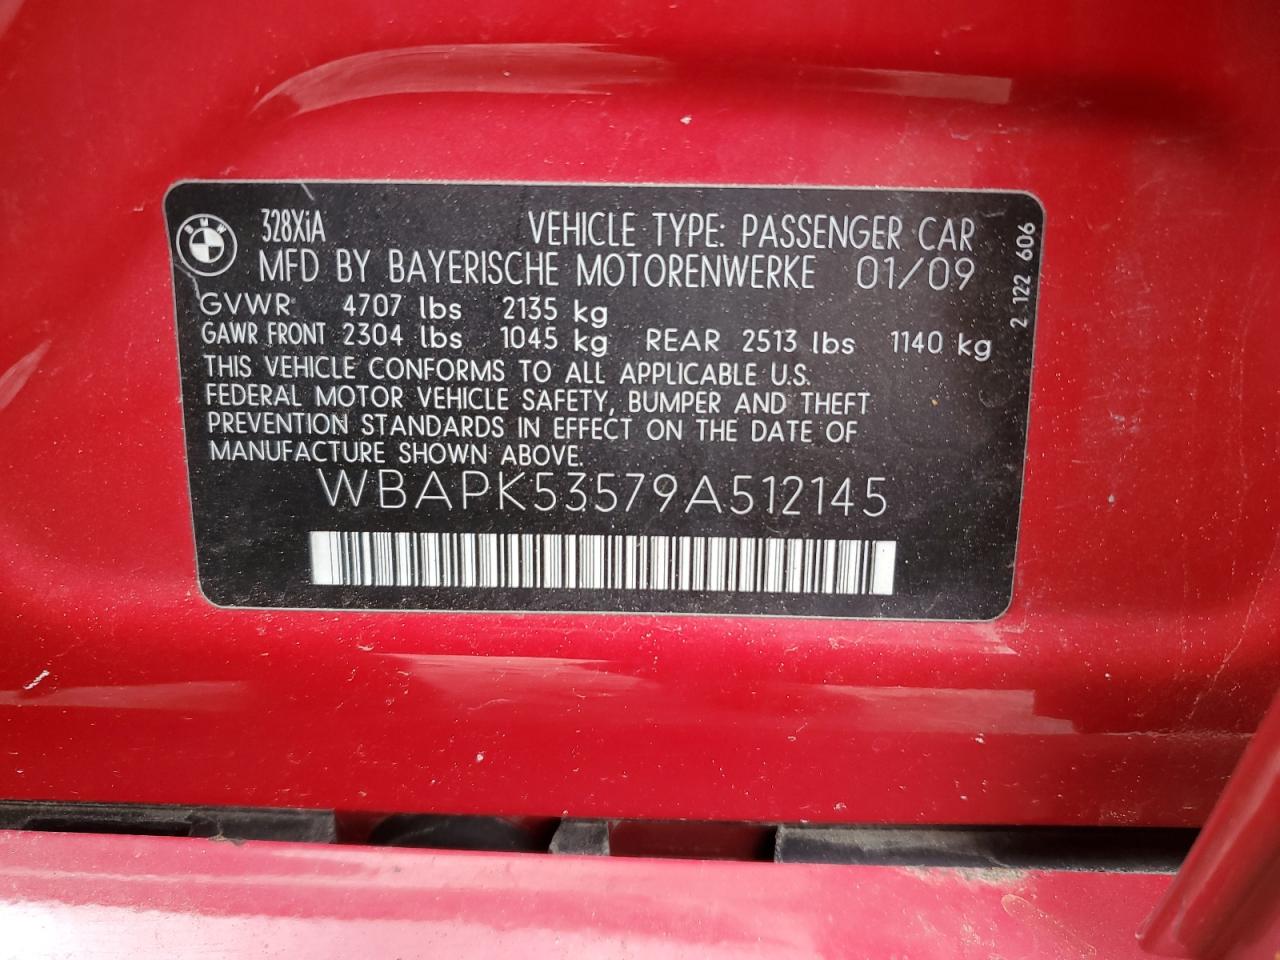 328XiA VEHICLE TYPE: PASSENGER CAR
MFD BY BAYERISCHE MOTORENWERKE 01/09
GVWR 4707 lbs 2135 kg
GAWR FRONT 2304 lbs 1045 kg REAR 2513 lbs 1140 kg
THIS VEHICLE CONFORMS TO ALL APPLICABLE U.S.
FEDERAL MOTOR VEHICLE SAFETY, BUMPER AND THEFT
PREVENTION STANDARDS IN EFFECT ON THE DATE OF
MANUFACTURE SHOWN ABOVE.
WBAPK53579A512145
2 122 606